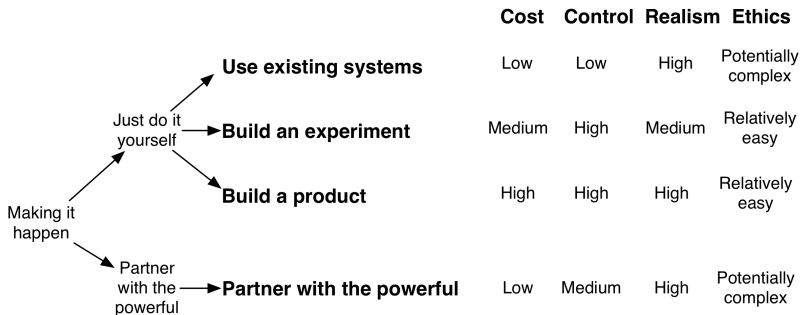 Cost Control Realism Ethics
Use existing systems Low Low High Potentially
complex
Just do it
yourself
Build an experiment Medium High Medium Relatively
easy
Build a product High High High Relatively
easy
Making it
happen
Partner
with the
powerful
Partner with the powerful Low Medium High Potentially
complex